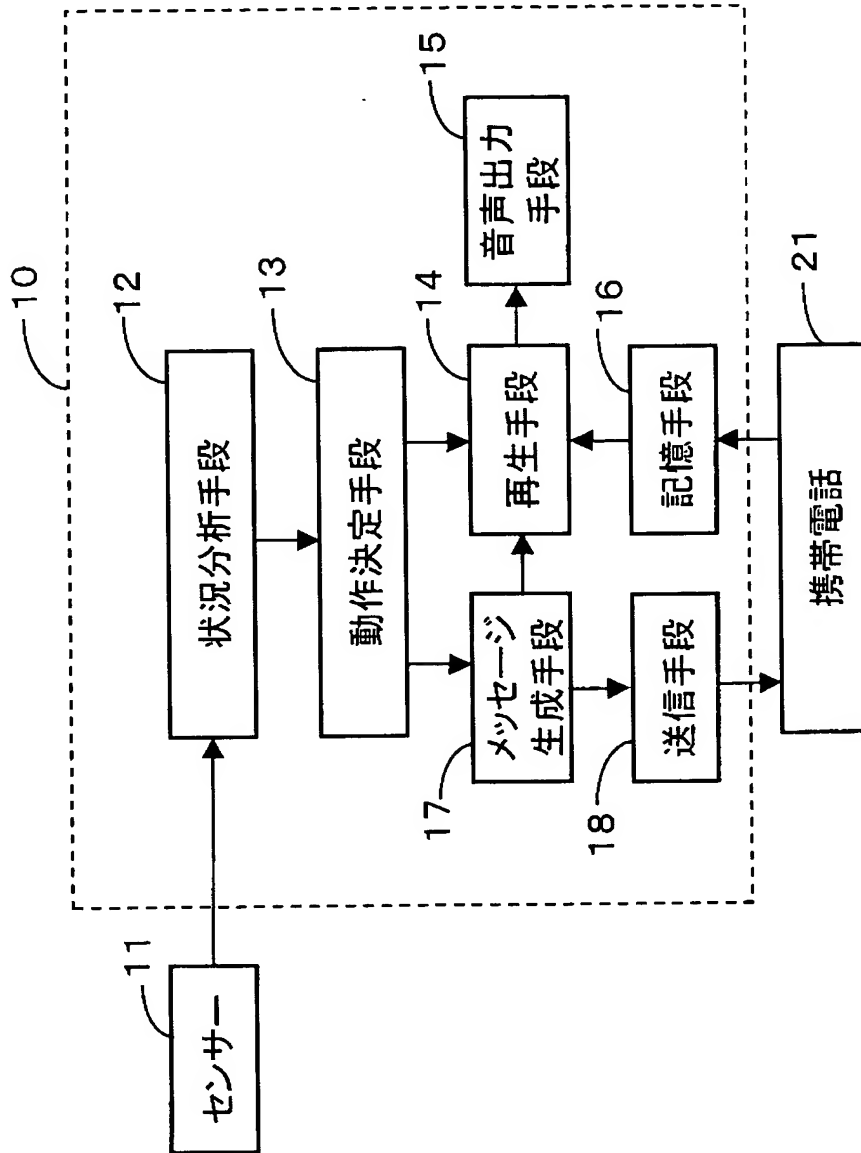 10
11
センサー
12
状況分析手段
13
動作決定手段
17
メッセージ
生成手段
14
再生手段
15
音声出力
手段
18
送信手段
16
記憶手段
21
携帯電話